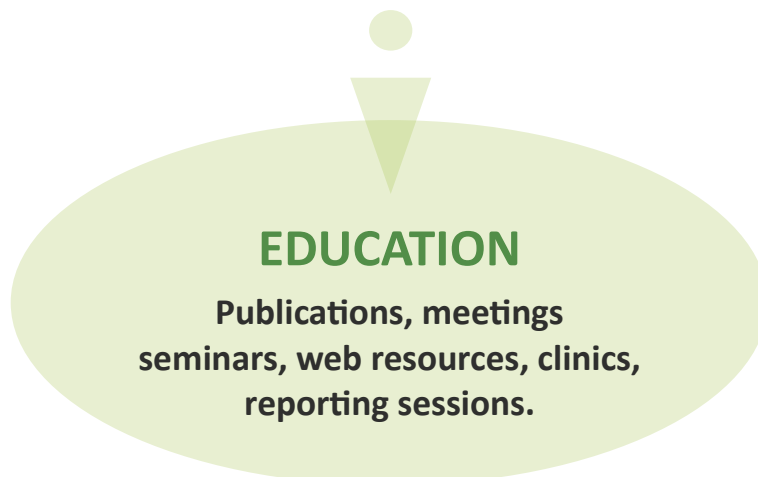 EDUCATION
Publications, meetings
seminars, web resources, clinics,
reporting sessions.